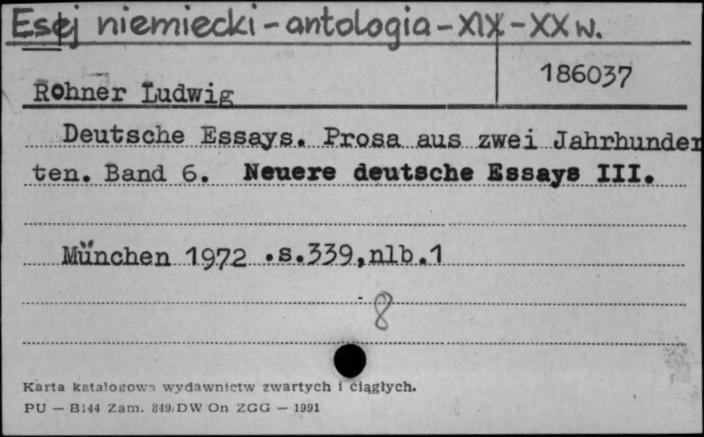 Esej niemiecki - antologia - XIX - XX w.
186037
Rohner Ludwig
Deutsche Essays. Prosa aus zwei Jahrhunder
ten. Band 6. Neuere deutsche Essays III.
München 1972 .s.339,nlb.1
8
Karta katalogowa wydawnictw zwartych i ciągłych.
PU — B144 Zam. 849/DW On ZGG — 1991